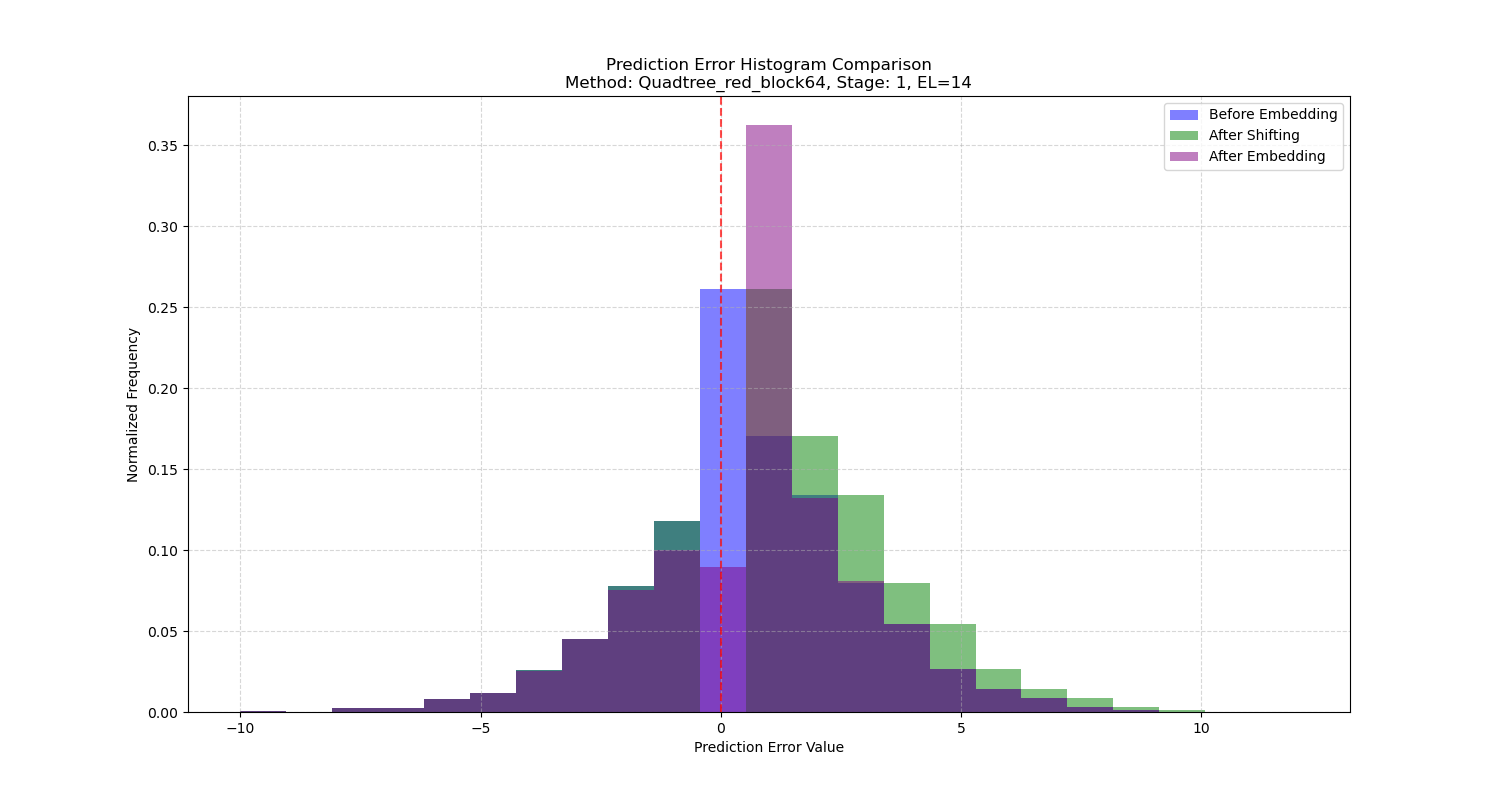 Prediction Error Histogram Comparison
Method: Quadtree_red_block64, Stage: 1, EL=14
Before Embedding
After Shifting
After Embedding
0.35
0.30
0.25
0.20
0.15
0.10
0.05
0.00
Normalized Frequency
−10
−5
0
5
10
Prediction Error Value